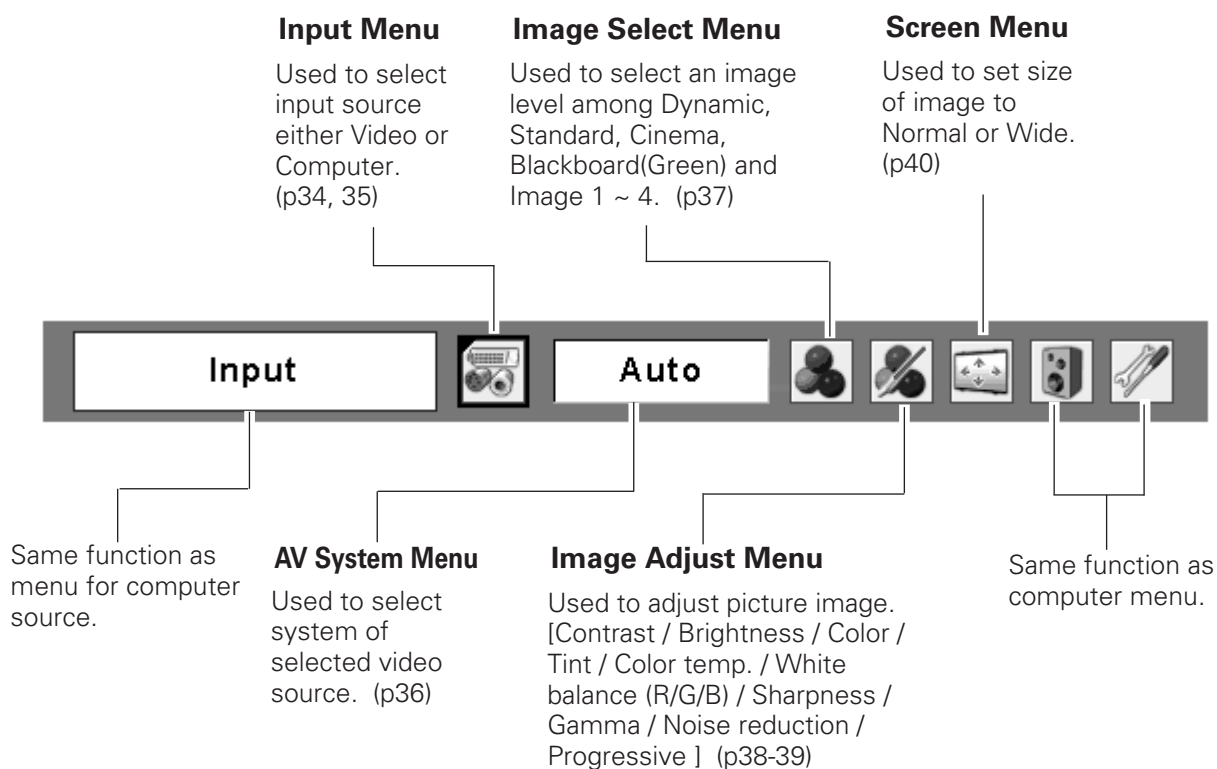 Input Menu
Used to select
input source
either Video or
Computer.
(p34, 35)
Image Select Menu
Used to select an image
level among Dynamic,
Standard, Cinema,
Blackboard(Green) and
Image 1 ~ 4.  (p37)
Screen Menu
Used to set size
of image to
Normal or Wide.
(p40)
Input
Auto
Same function as
menu for computer
source.
AV System Menu
Used to select
system of
selected video
source.  (p36)
Image Adjust Menu
Used to adjust picture image.
[Contrast / Brightness / Color /
Tint / Color temp. / White
balance (R/G/B) / Sharpness /
Gamma / Noise reduction /
Progressive ]  (p38-39)
Same function as
computer menu.